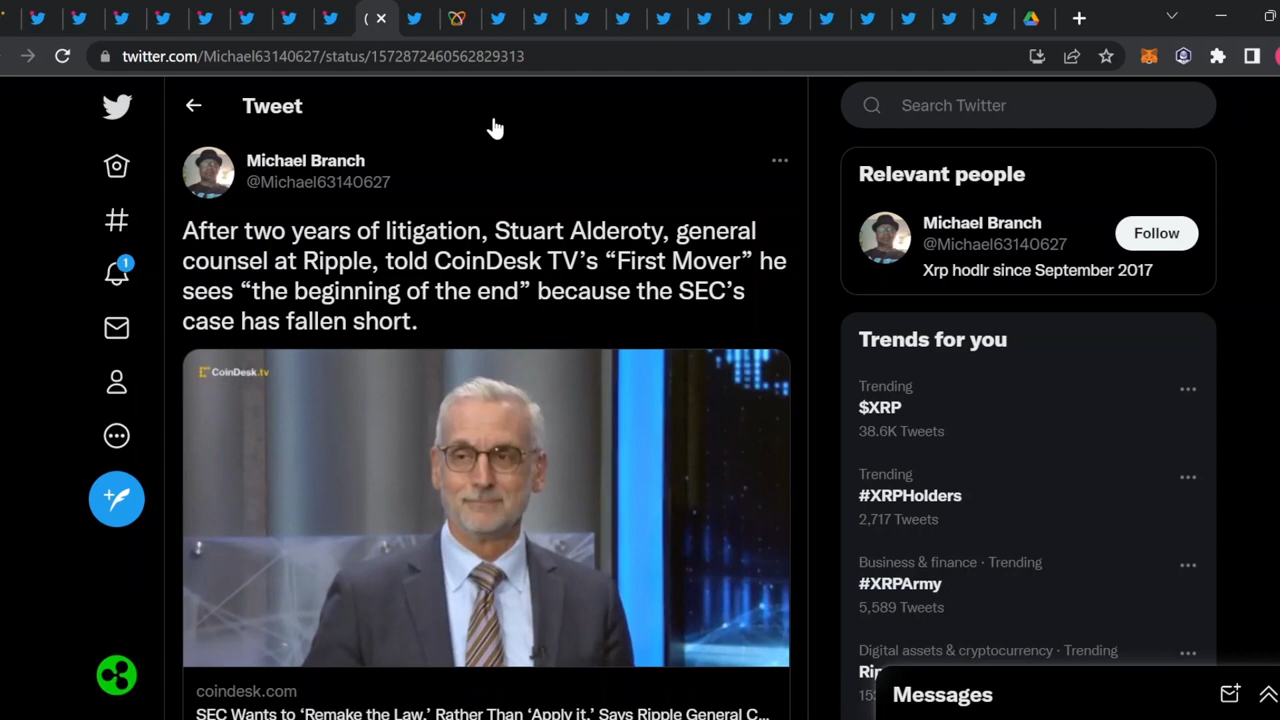 twitter.com/Michael63140627/status/1572872460562829313
Tweet
Search Twitter
Michael Branch
@Michael63140627
After two years of litigation, Stuart Alderoty, general
counsel at Ripple, told CoinDesk TV’s “First Mover” he
sees “the beginning of the end” because the SEC’s
case has fallen short.
CoinDesk.tv
coindesk.com
SEC Wants to ‘Remake the Law,’ Rather Than ‘Apply it,’ Says Ripple General C...
1
Relevant people
Michael Branch
@Michael63140627
Follow
Xrp hodlr since September 2017
Trends for you
Trending
$XRP
38.6K Tweets
Trending
#XRPHolders
2,717 Tweets
Business & finance · Trending
#XRPArmy
5,589 Tweets
Digital assets & cryptocurrency · Trending
Messages